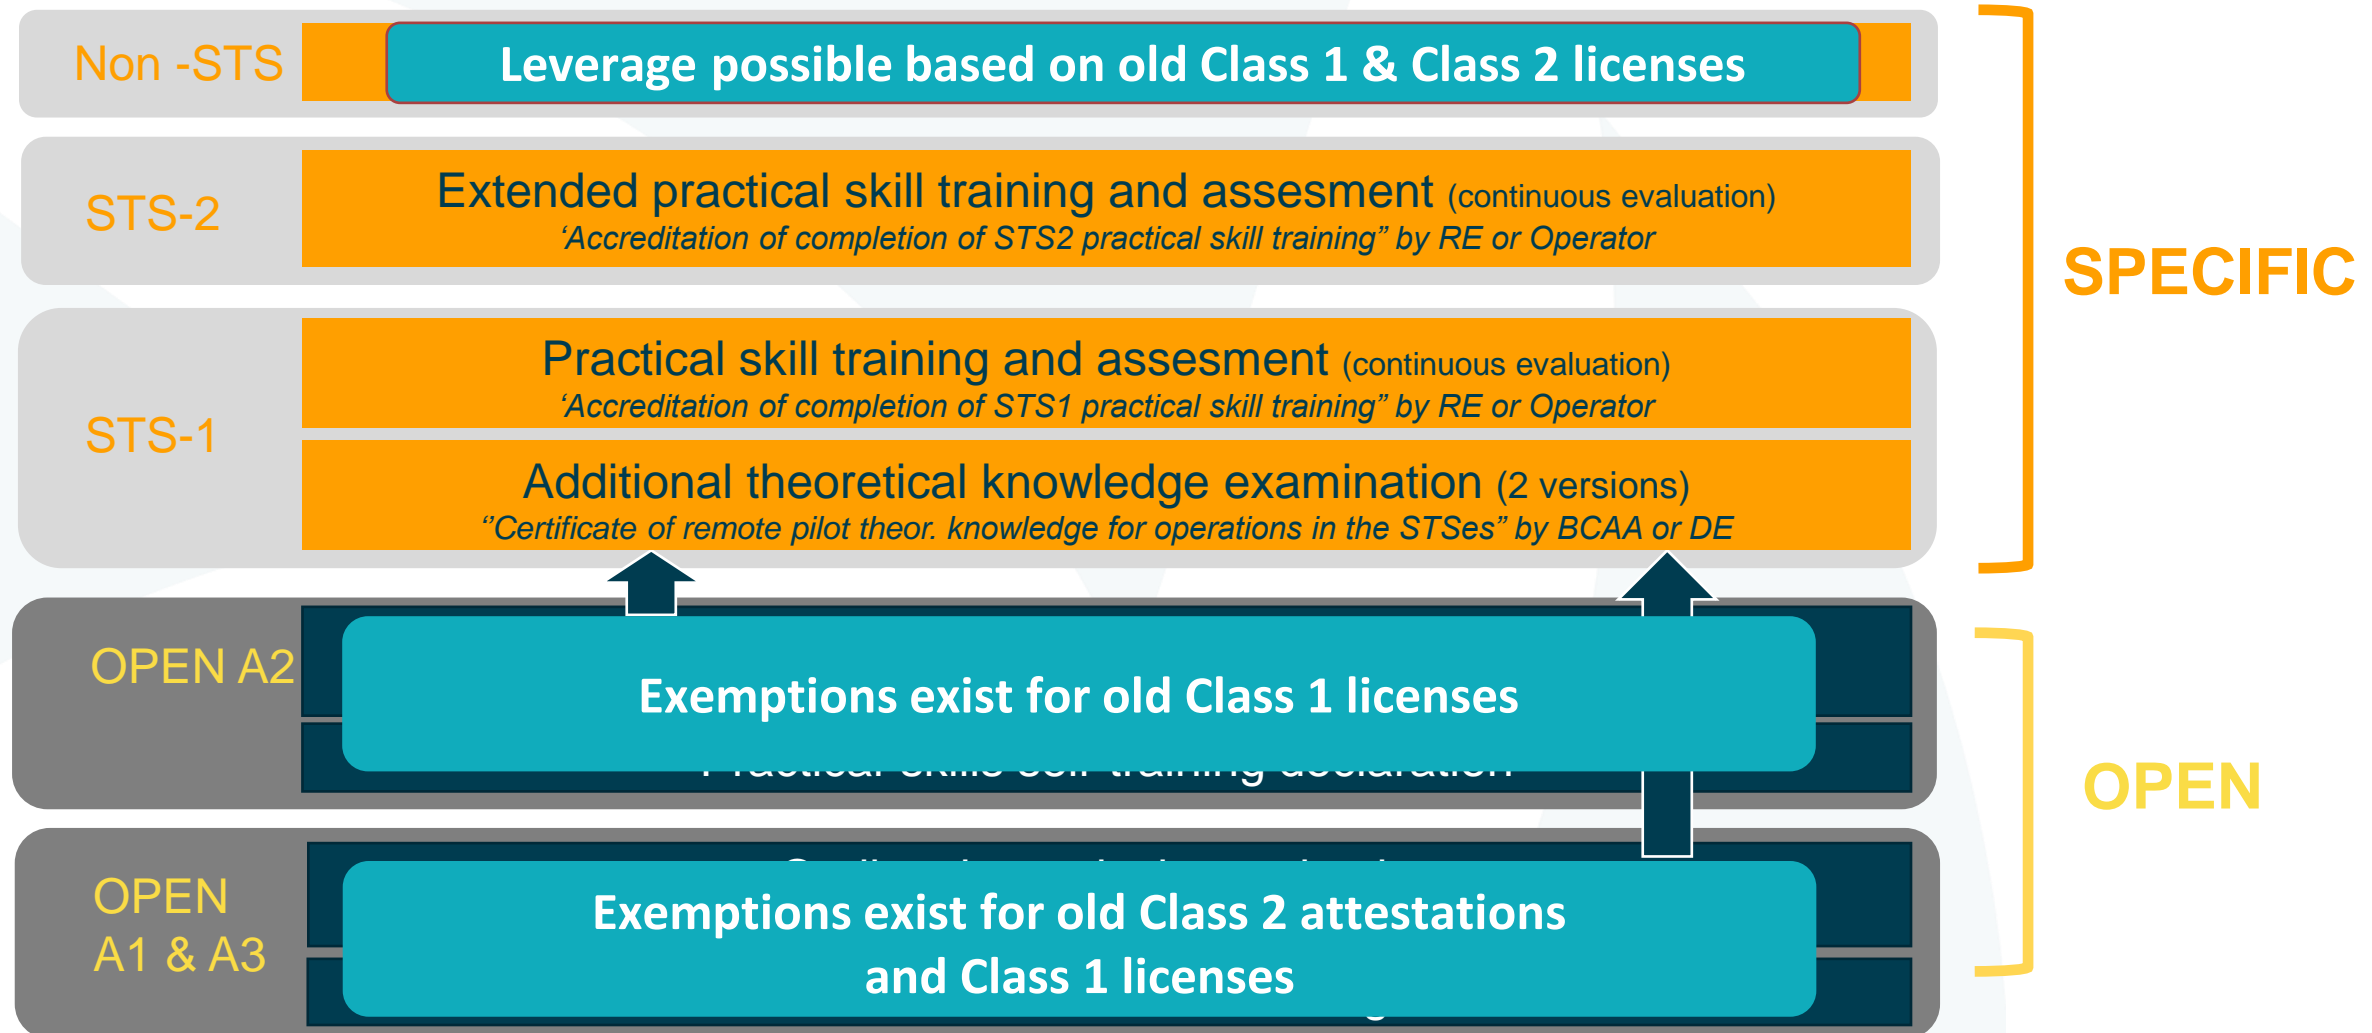 Non -STS
Leverage possible based on old Class 1 & Class 2 licenses
STS-2
Extended practical skill training and assesment (continuous evaluation)
‘Accreditation of completion of STS2 practical skill training” by RE or Operator
SPECIFIC
STS-1
Practical skill training and assesment (continuous evaluation)
‘Accreditation of completion of STS1 practical skill training” by RE or Operator
Additional theoretical knowledge examination (2 versions)
‘’Certificate of remote pilot theor. knowledge for operations in the STSes” by BCAA or DE
OPEN A2
Exemptions exist for old Class 1 licenses
Practical skills self training declaration
OPEN
OPEN
A1 & A3
Exemptions exist for old Class 2 attestations
and Class 1 licenses